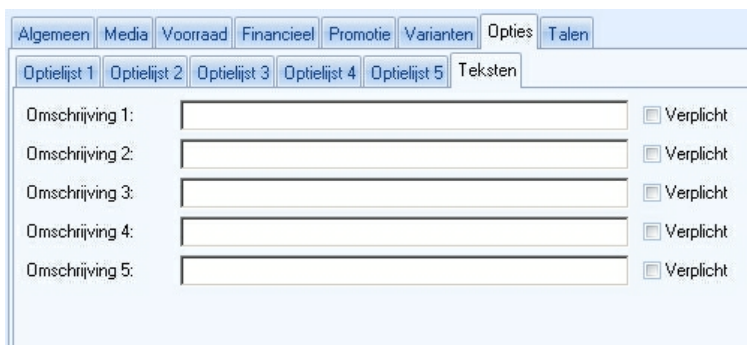 Algemeen Media Voorraad Financieel Promotie Varianten Opties Talen
Optielijst 1 Optielijst 2 Optielijst 3 Optielijst 4 Optielijst 5 Teksten
Omschrijving 1: Verplicht
Omschrijving 2: Verplicht
Omschrijving 3: Verplicht
Omschrijving 4: Verplicht
Omschrijving 5: Verplicht